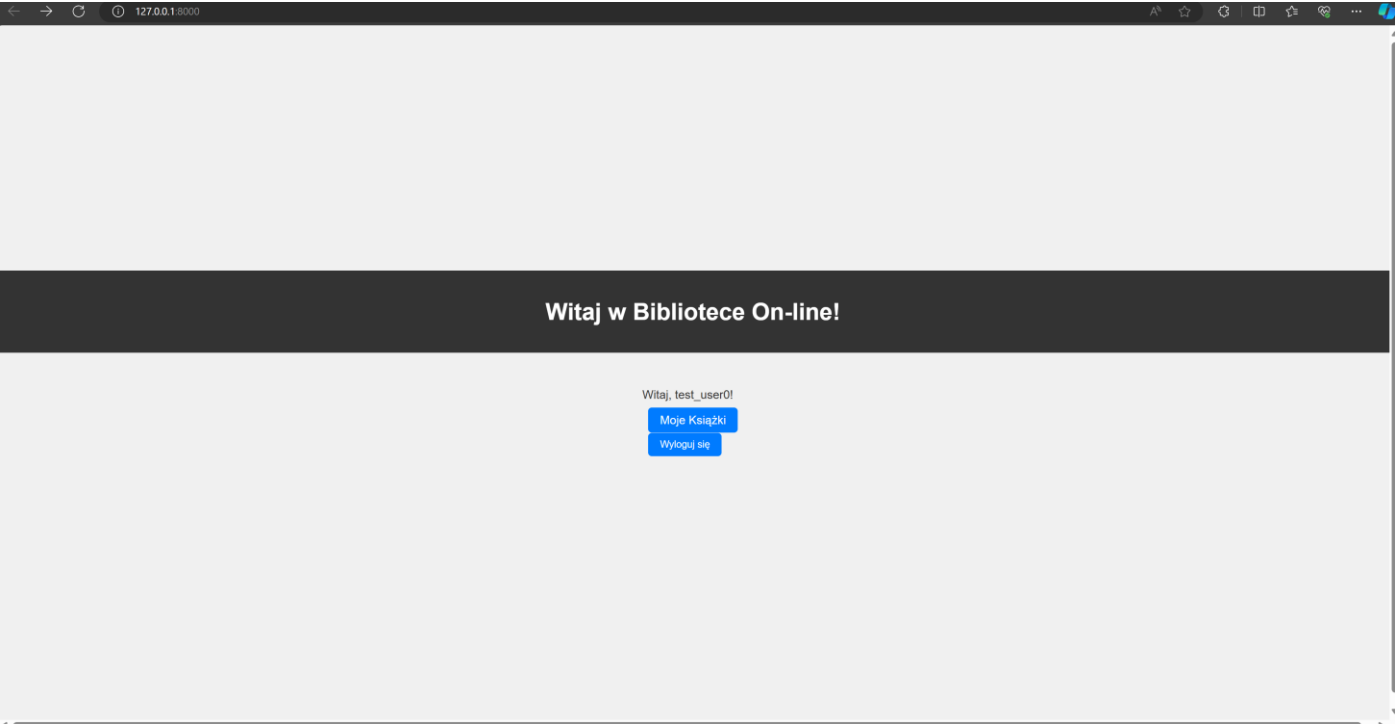 127.0.0.1:8000
Witaj w Bibliotece On-line!
Witaj, test_user0!
Moje Książki
Wyloguj się